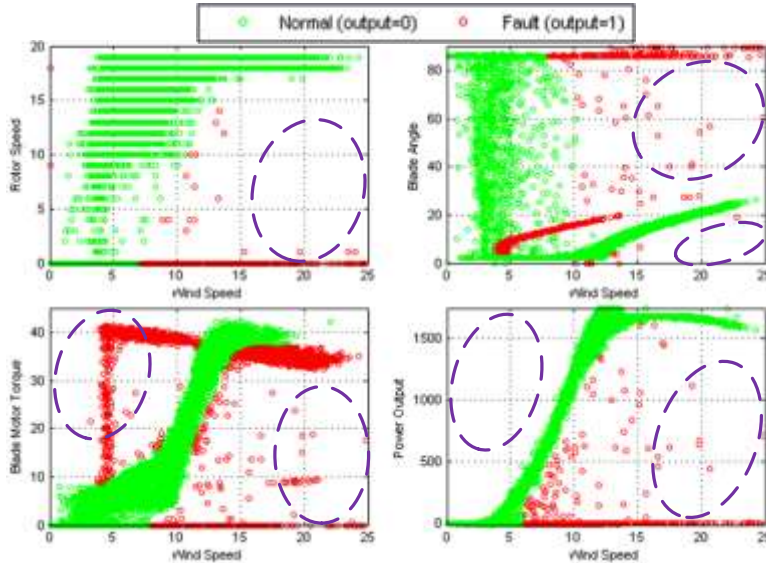 Normal (output=0) Fault (output=1)
20
15
10
5
0
Rotor Speed
0 5 10 15 20 25
Wind Speed
80
60
40
20
0
Blade Angle
0 5 10 15 20 25
Wind Speed
40
30
20
10
0
Blade Motor Torque
0 5 10 15 20 25
Wind Speed
1500
1000
500
0
Power Output
0 5 10 15 20 25
Wind Speed